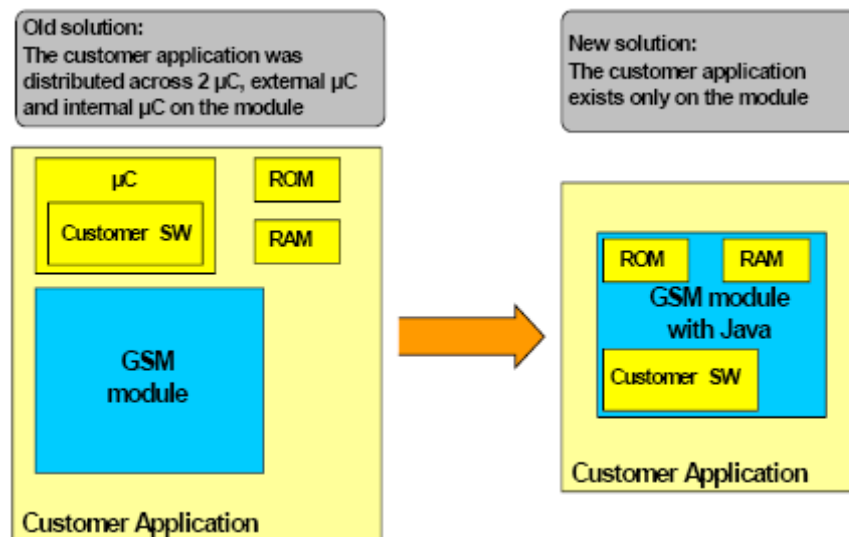 Old solution:
The customer application was
distributed across 2 µC, external µC
and internal µC on the module
New solution:
The customer application
exists only on the module
µC
Customer SW
ROM
RAM
GSM
module
Customer Application
ROM
RAM
GSM module
with Java
Customer SW
Customer Application